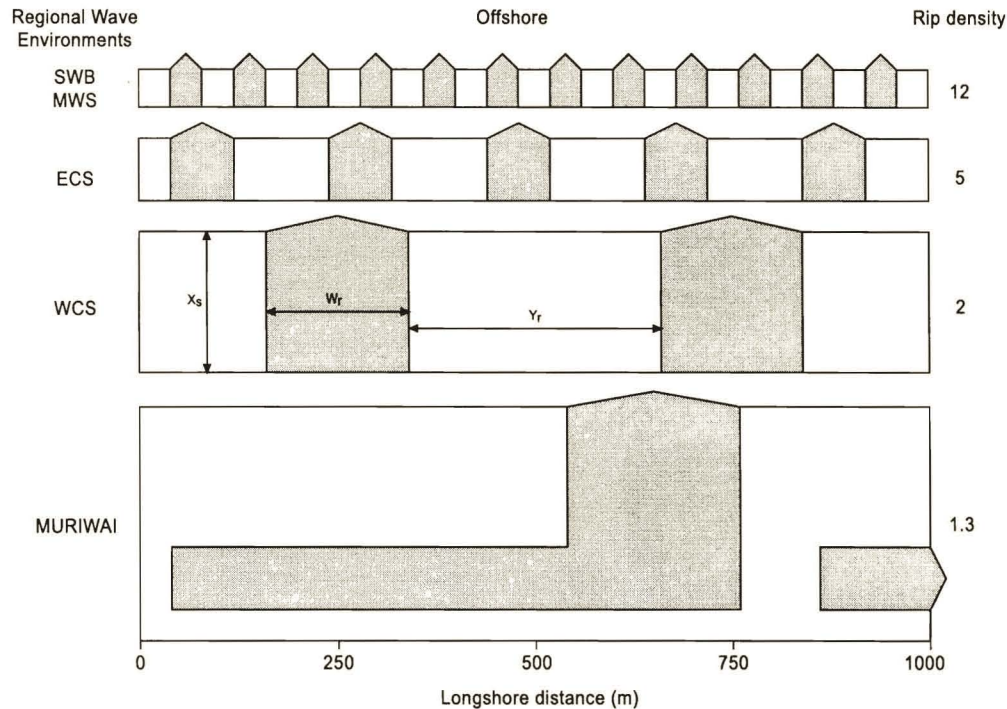 Regional Wave
Environments
Offshore
Rip density
SWB
MWS
12
ECS
5
WCS
Xs
Wr
Yr
2
MURIWAI
1.3
0
250
500
750
1000
Longshore distance (m)